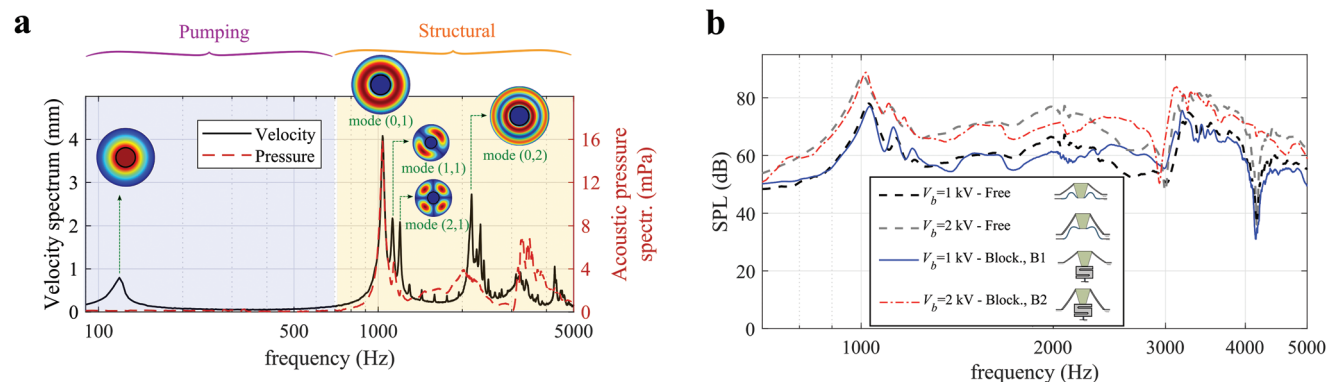 a
Pumping
Structural
Velocity spectrum (mm)
5
4
3
2
1
0
Velocity
Pressure
mode (0,1)
mode (1,1)
mode (2,1)
mode (0,2)
16
12
8
4
0
Acoustic pressure
spectr. (mPa)
100
500
1000
5000
frequency (Hz)
b
SPL (dB)
80
60
40
20
0
V_b=1 kV - Free
V_b=2 kV - Free
V_b=1 kV - Block., B1
V_b=2 kV - Block., B2
1000
2000
3000
4000
5000
frequency (Hz)